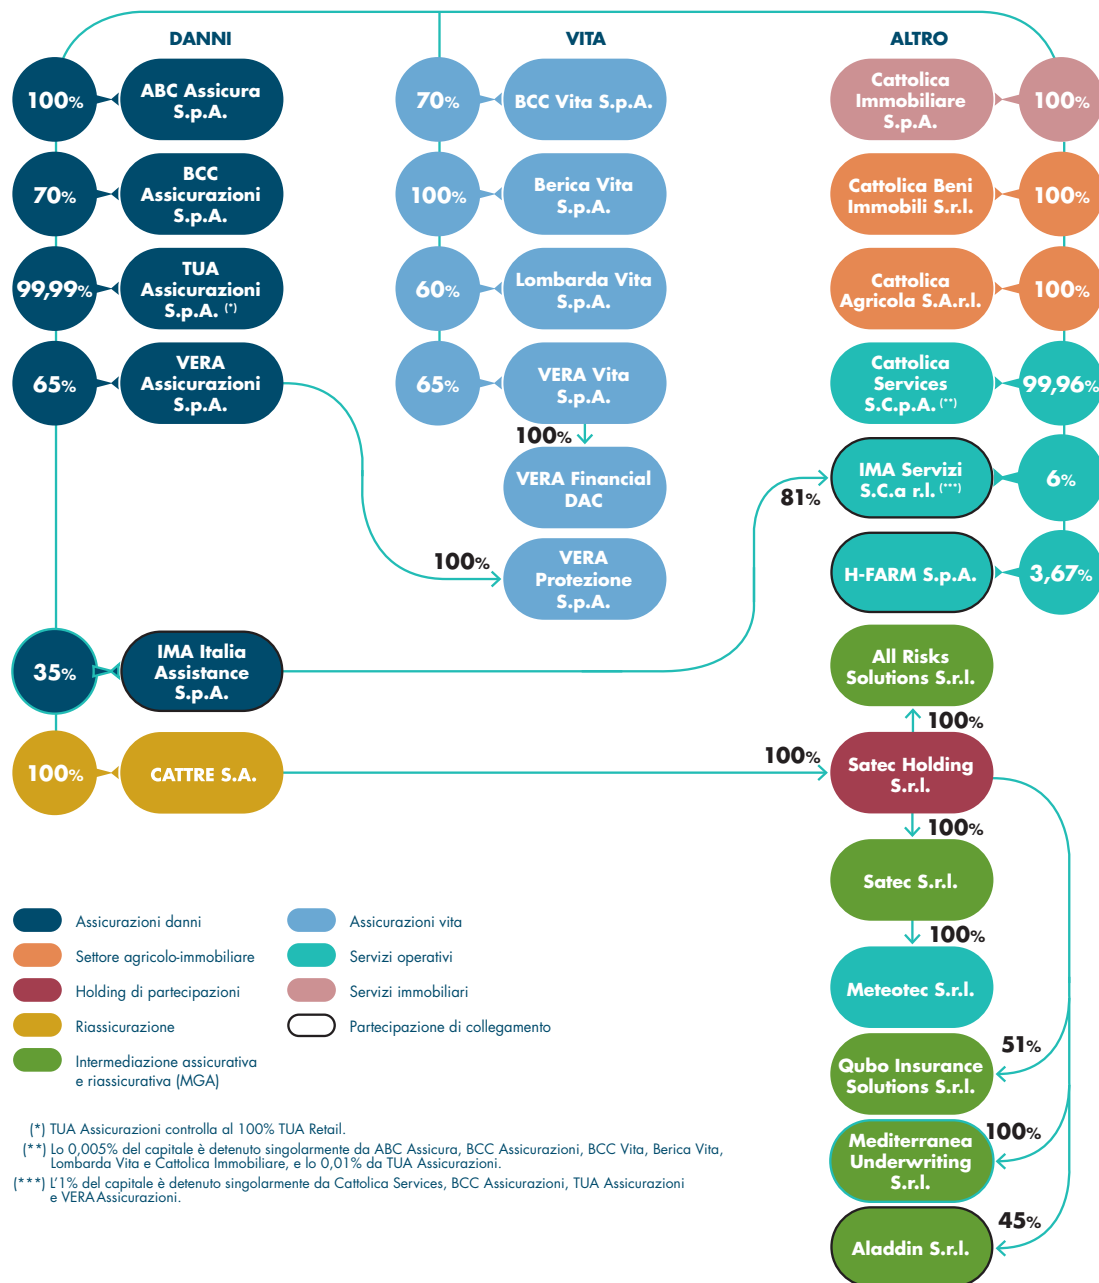 DANNI
100%
ABC Assicura
S.p.A.
70%
BCC
Assicurazioni
S.p.A.
99,99%
TUA
Assicurazioni
S.p.A. (*)
65%
VERA
Assicurazioni
S.p.A.
35%
IMA Italia
Assistance
S.p.A.
100%
CATTRE S.A.
VITA
70%
BCC Vita S.p.A.
100%
Berica Vita
S.p.A.
60%
Lombarda Vita
S.p.A.
65%
VERA Vita
S.p.A.
100%
VERA Financial
DAC
100%
VERA
Protezione
S.p.A.
ALTRO
Cattolica
Immobiliare
S.p.A.
100%
Cattolica Beni
Immobili S.r.l.
100%
Cattolica
Agricola S.A.r.l.
100%
Cattolica
Services
S.C.p.A. (**)
99,96%
81%
IMA Servizi
S.C.a r.l. (***)
6%
H-FARM S.p.A.
3,67%
All Risks
Solutions S.r.l.
100%
100%
Satec Holding
S.r.l.
100%
Satec S.r.l.
100%
Meteotec S.r.l.
51%
Qubo Insurance
Solutions S.r.l.
100%
Mediterranea
Underwriting
S.r.l.
45%
Aladdin S.r.l.
Assicurazioni danni
Settore agricolo-immobiliare
Holding di partecipazioni
Riassicurazione
Intermediazione assicurativa
e riassicurativa (MGA)
Assicurazioni vita
Servizi operativi
Servizi immobiliari
Partecipazione di collegamento
(*) TUA Assicurazioni controlla al 100% TUA Retail.
(**) Lo 0,005% del capitale è detenuto singolarmente da ABC Assicura, BCC Assicurazioni, BCC Vita, Berica Vita,
Lombarda Vita e Cattolica Immobiliare, e lo 0,01% da TUA Assicurazioni.
(***) L'1% del capitale è detenuto singolarmente da Cattolica Services, BCC Assicurazioni, TUA Assicurazioni
e VERAAssicurazioni.